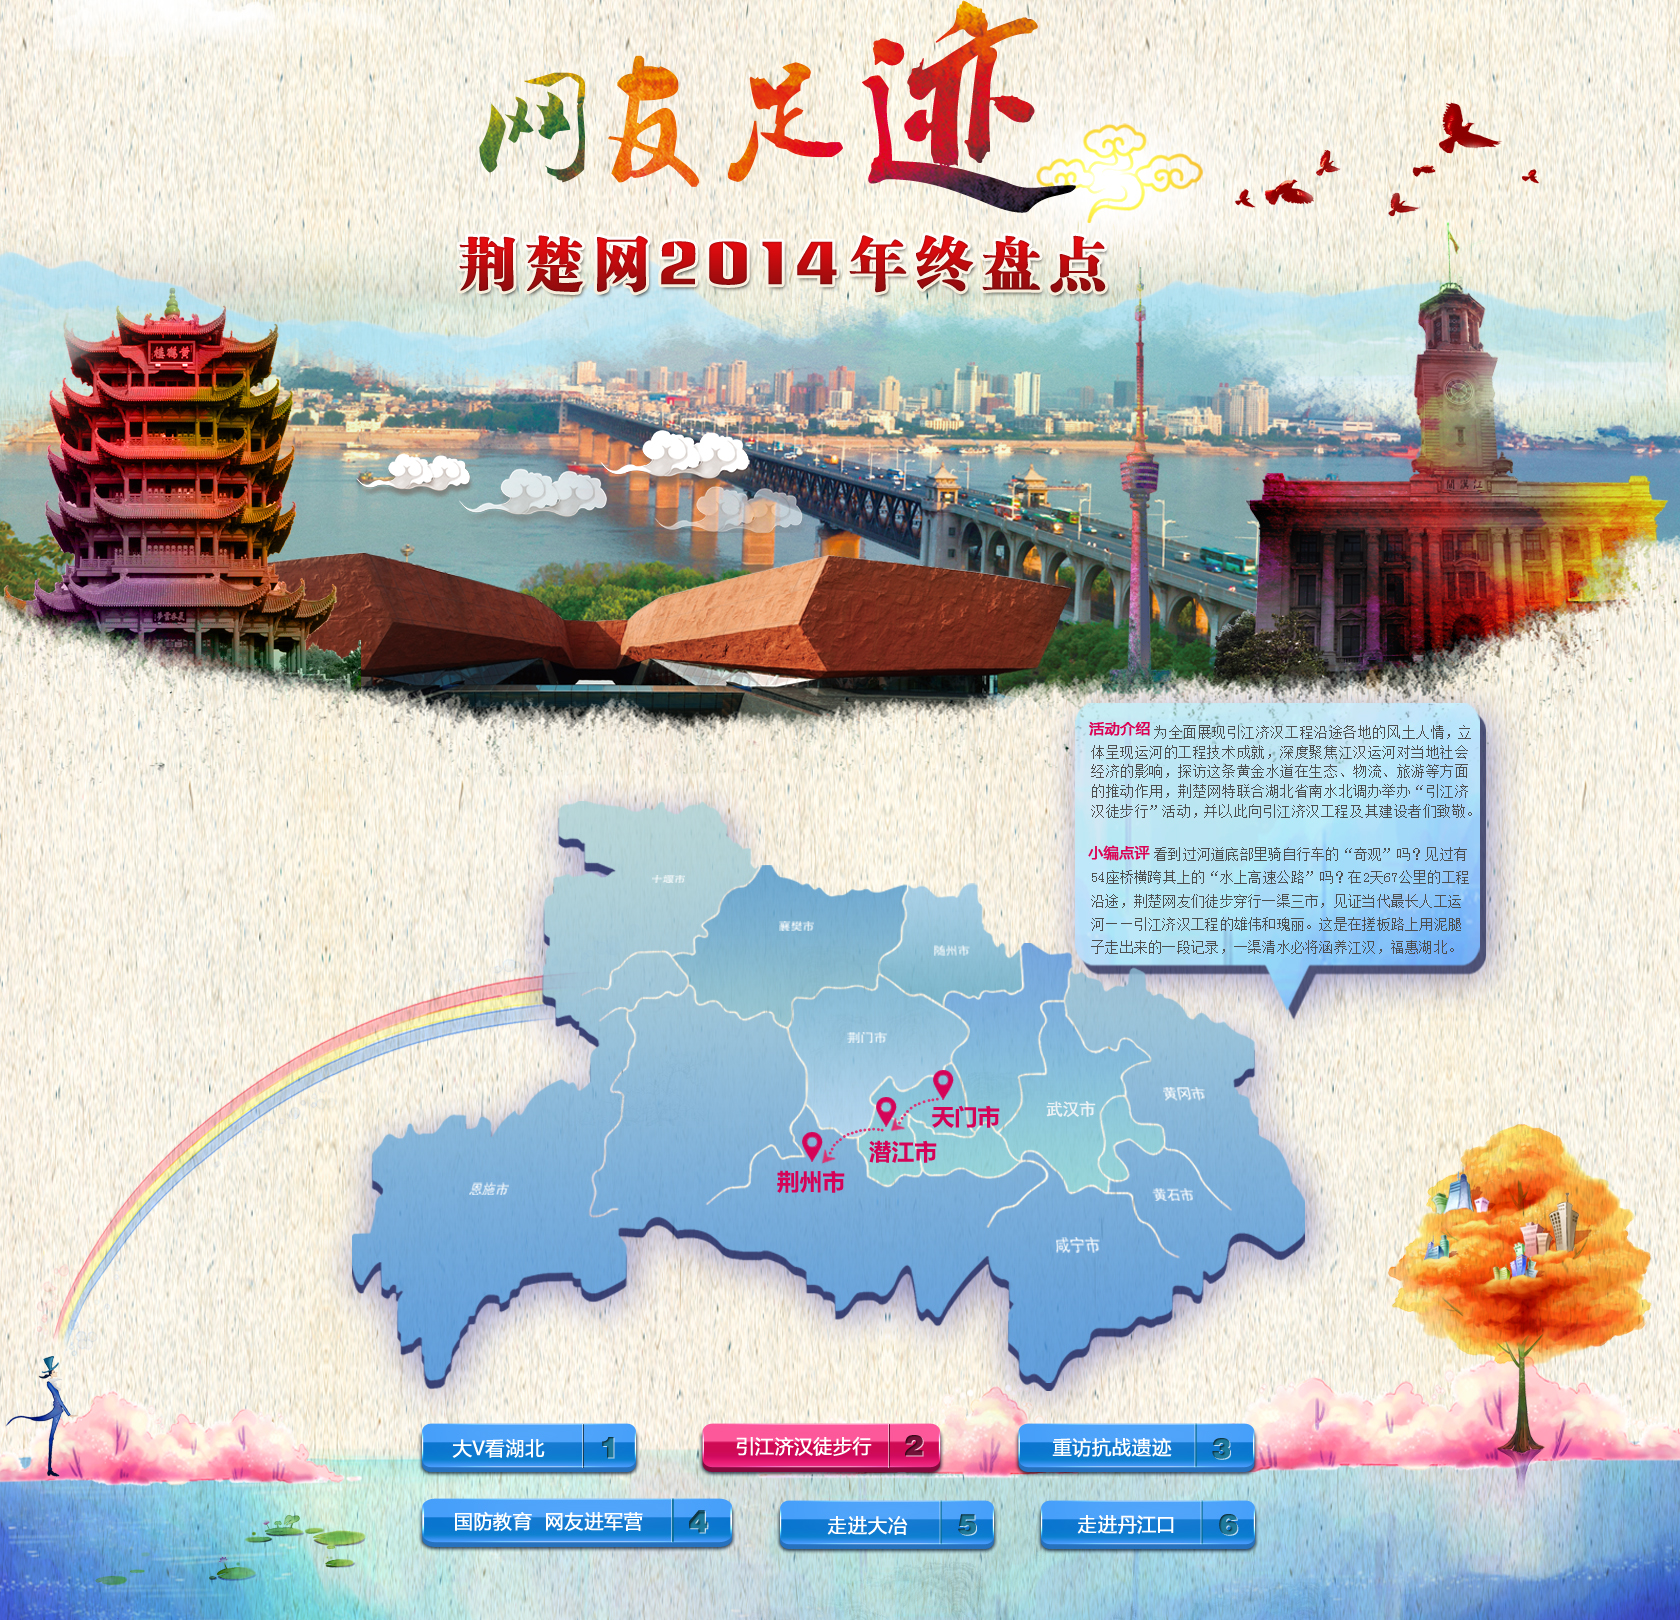 网友足迹
荆楚网2014年终盘点
黄鹤楼
江漢關
活动介绍 为全面展现引江济汉工程沿途各地的风土人情，立
体呈现运河的工程技术成就，深度聚焦江汉运河对当地社会
经济的影响，探访这条黄金水道在生态、物流、旅游等方面
的推动作用，荆楚网特联合湖北省南水北调办举办“引江济
汉徒步行”活动，并以此向引江济汉工程及其建设者们致敬。
小编点评 看到过河道底部里骑自行车的“奇观”吗？见过有
54座桥横跨其上的“水上高速公路”吗？在2天67公里的工程
沿途，荆楚网友们徒步穿行一渠三市，见证当代最长人工运
河——引江济汉工程的雄伟和瑰丽。这是在搓板路上用泥腿
子走出来的一段记录，一渠清水必将涵养江汉，福惠湖北。
十堰市
襄樊市
随州市
荆门市
天门市
武汉市
黄冈市
潜江市
荆州市
恩施市
黄石市
咸宁市
大V看湖北 1
引江济汉徒步行 2
重访抗战遗迹 3
国防教育 网友进军营 4
走进大冶 5
走进丹江口 6